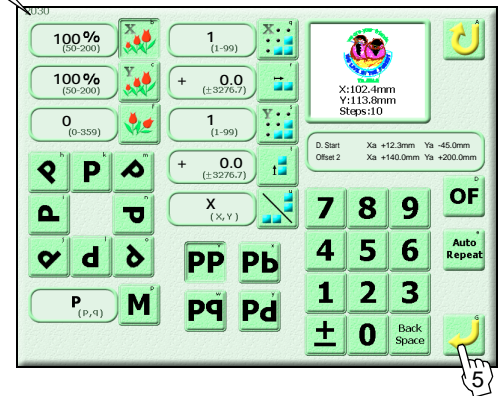 2030
100%
(50-200)
X
b
1
(1-99)
X
q
A
100%
(50-200)
Y
c
+ 0.0
(±3276.7)
r
X:102.4mm
Y:113.8mm
Steps:10
0
(0-359)
f
1
(1-99)
Y
s
D. Start Xa +12.3mm Ya -45.0mm
Offset 2 Xa +140.0mm Ya +200.0mm
P
h
P
k
P
m
+ 0.0
(±3276.7)
t
P
i
P
n
X
(X,Y)
u
7
8
9
OF
D
P
j
d
l
P
o
PP
v
Pb
x
4
5
6
Auto
Repeat
P
(P,q)
M
p
Pq
w
Pd
y
1
2
3
±
0
Back
Space
G
5